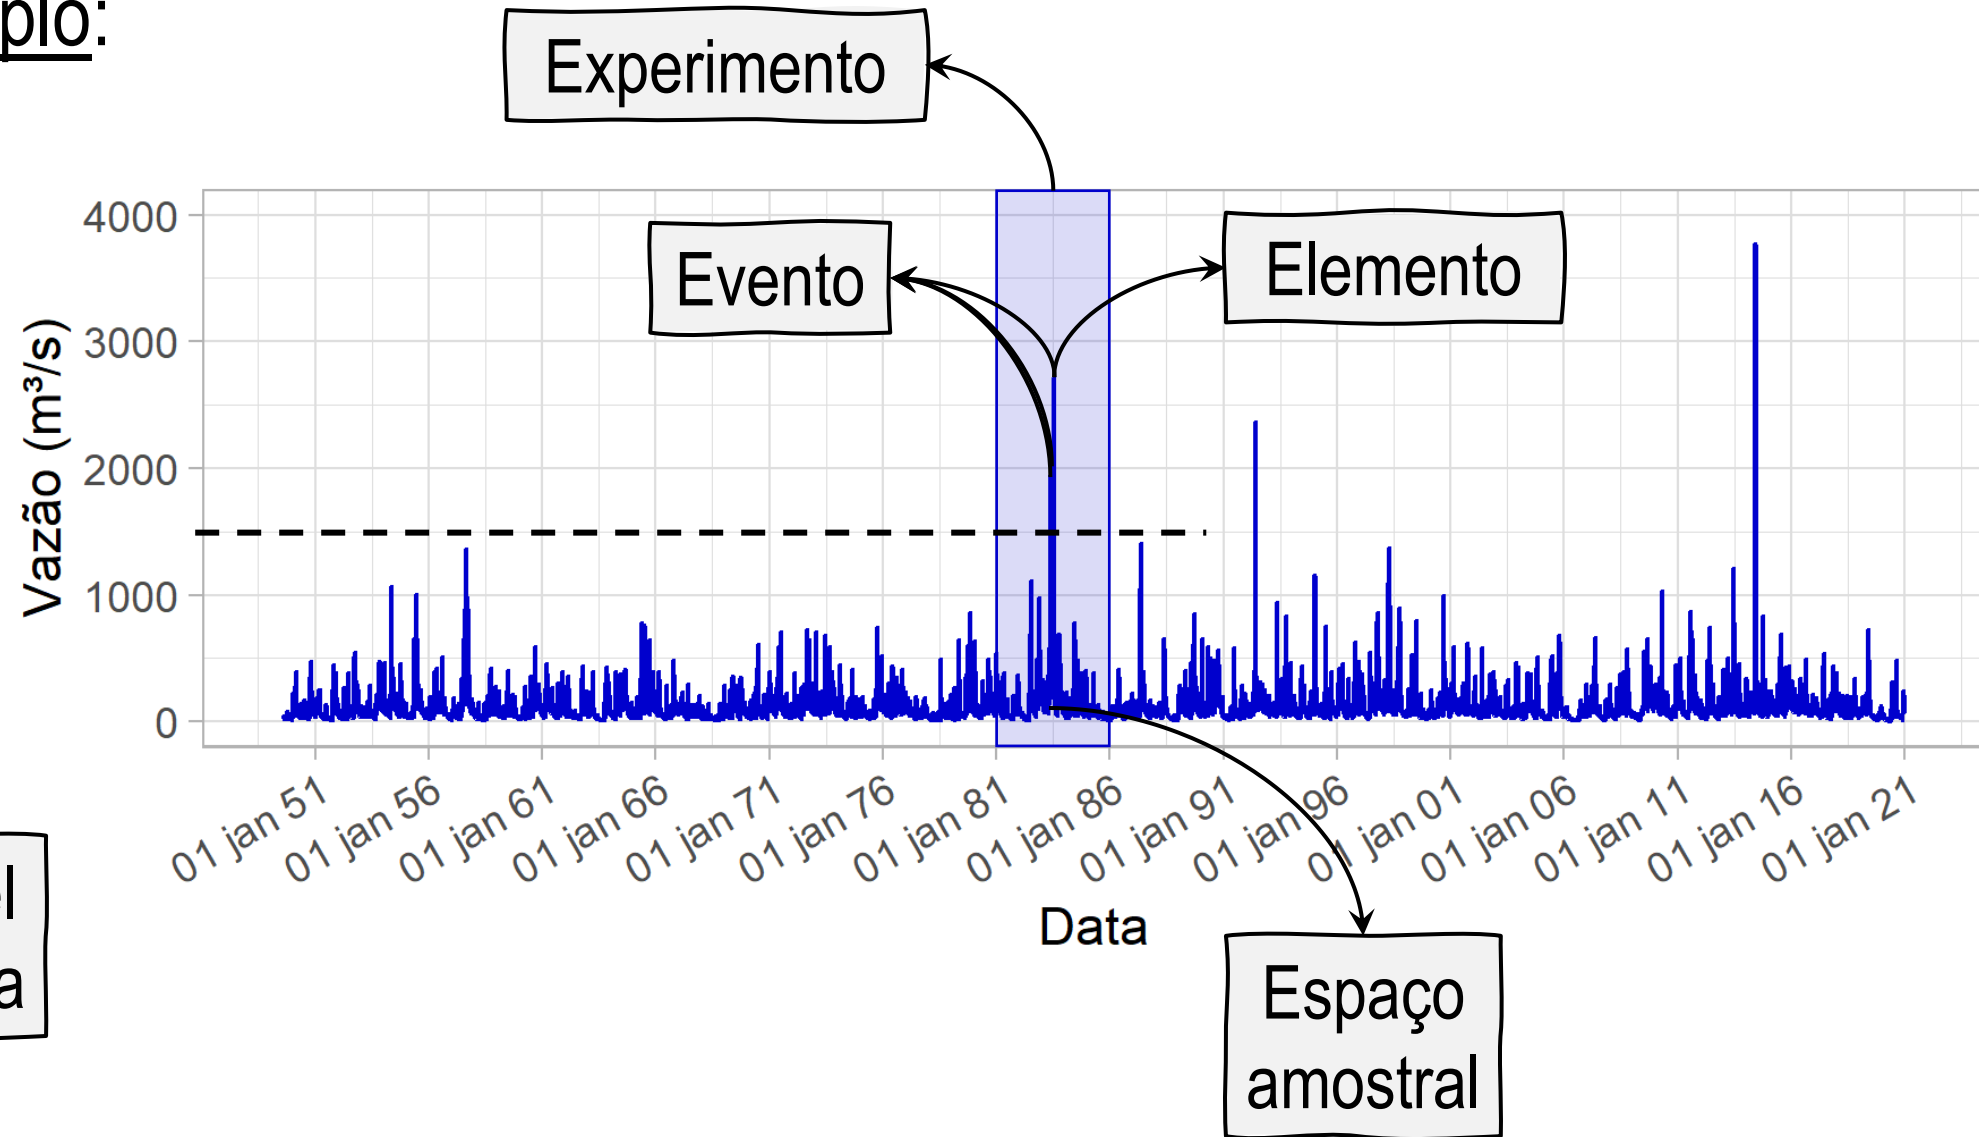 plo:
Experimento
Evento
Elemento
4000
3000
2000
1000
0
Vazão (m³/s)
01 jan 51
01 jan 56
01 jan 61
01 jan 66
01 jan 71
01 jan 76
01 jan 81
01 jan 86
01 jan 91
01 jan 96
01 jan 01
01 jan 06
01 jan 11
01 jan 16
01 jan 21
Data
el
a
Espaço
amostral